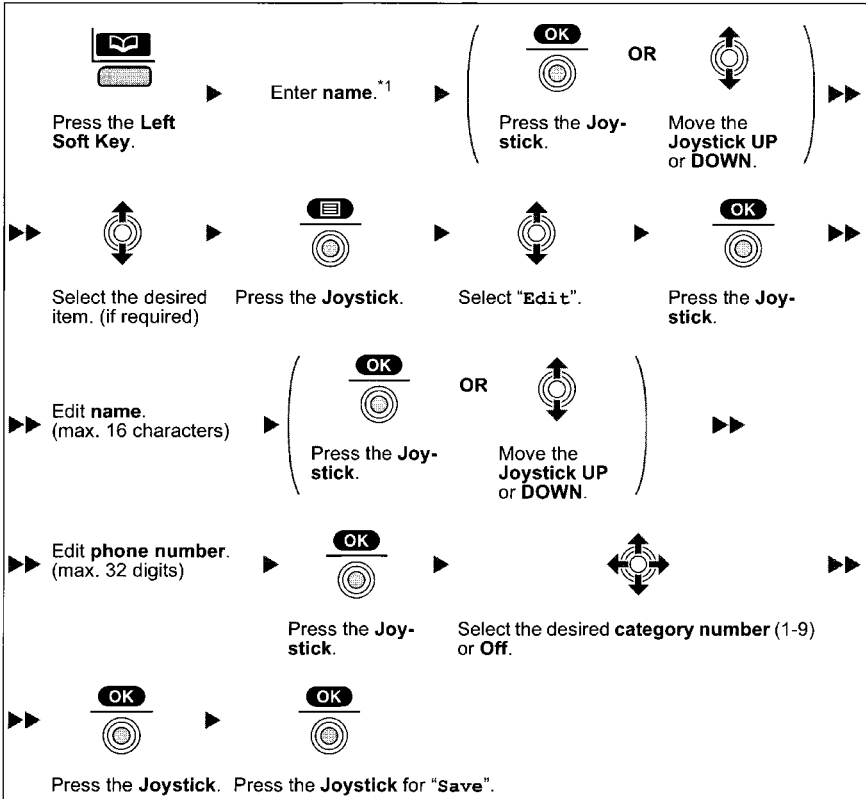 OK
OR
Enter name.*1
Press the Left
Soft Key.
Press the Joy-
stick.
Move the
Joystick UP
or DOWN.
OK
Select the desired
item. (if required)
Press the Joystick.
Select “Edit”.
Press the Joy-
stick.
OK
OR
Edit name.
(max. 16 characters)
Press the Joy-
stick.
Move the
Joystick UP
or DOWN.
Edit phone number.
(max. 32 digits)
OK
Press the Joy-
stick.
Select the desired category number (1-9)
or Off.
OK
OK
Press the Joystick.
Press the Joystick for “Save”.